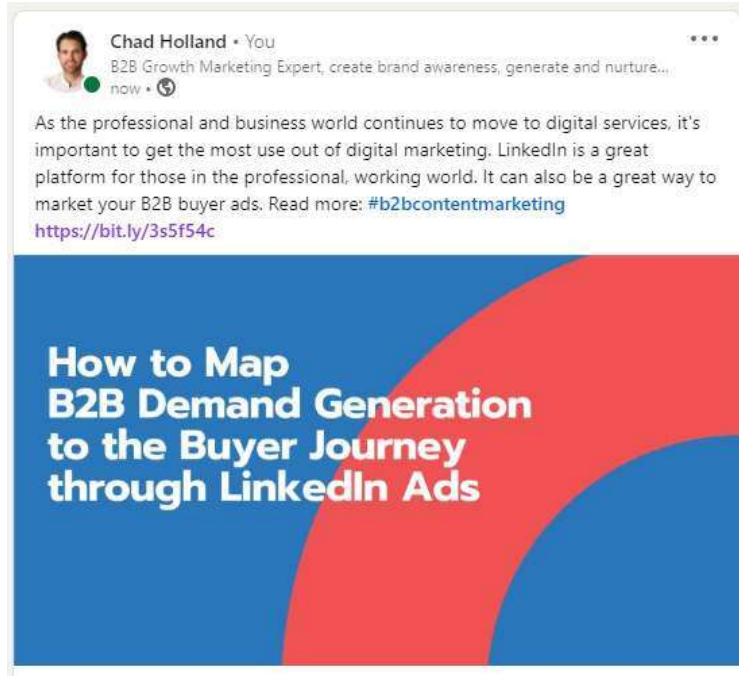 Chad Holland • You
B2B Growth Marketing Expert, create brand awareness, generate and nurture...
now •
As the professional and business world continues to move to digital services, it's
important to get the most use out of digital marketing. LinkedIn is a great
platform for those in the professional, working world. It can also be a great way to
market your B2B buyer ads. Read more: #b2bcontentmarketing
https://bit.ly/3s5f54c
How to Map
B2B Demand Generation
to the Buyer Journey
through LinkedIn Ads